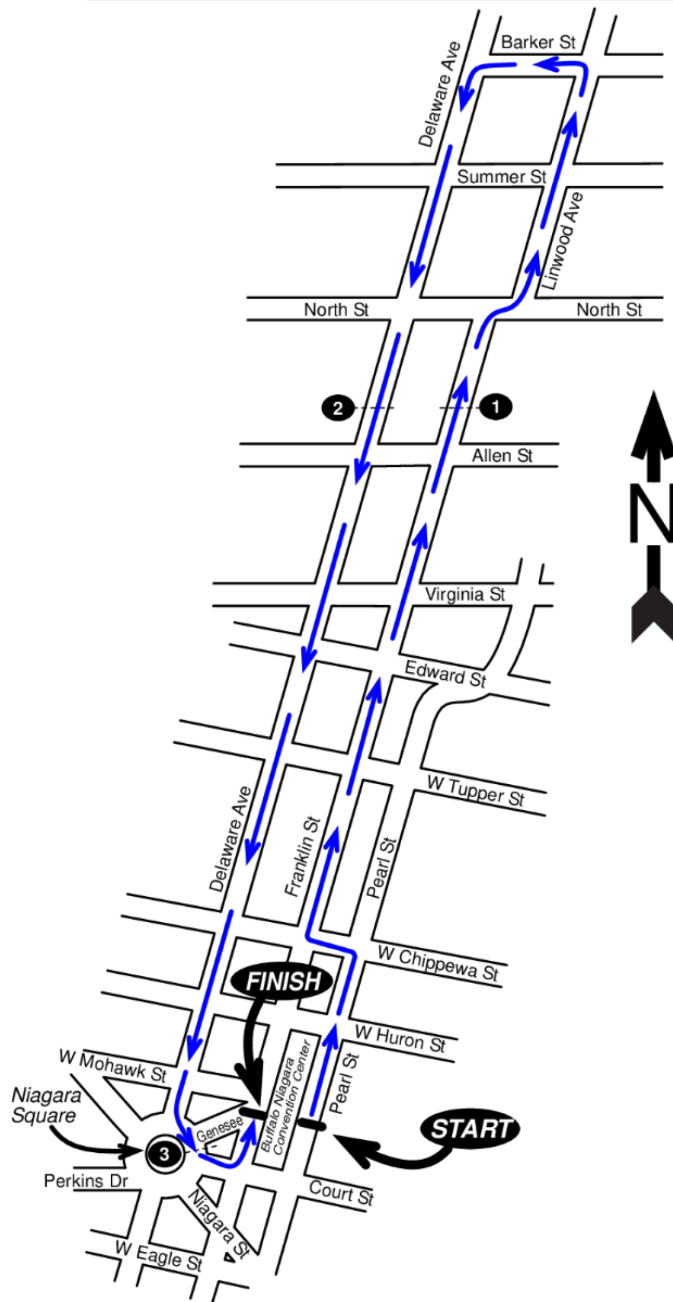 Barker St
Delaware Ave
Summer St
Linwood Ave
North St
North St
2
1
Allen St
N
Virginia St
Edward St
W Tupper St
Delaware Ave
Franklin St
Pearl St
W Chippewa St
FINISH
W Huron St
W Mohawk St
Buffalo Niagara
Convention Center
Pearl St
Niagara
Square
Genesee
START
3
Perkins Dr
Court St
Niagara St
W Eagle St